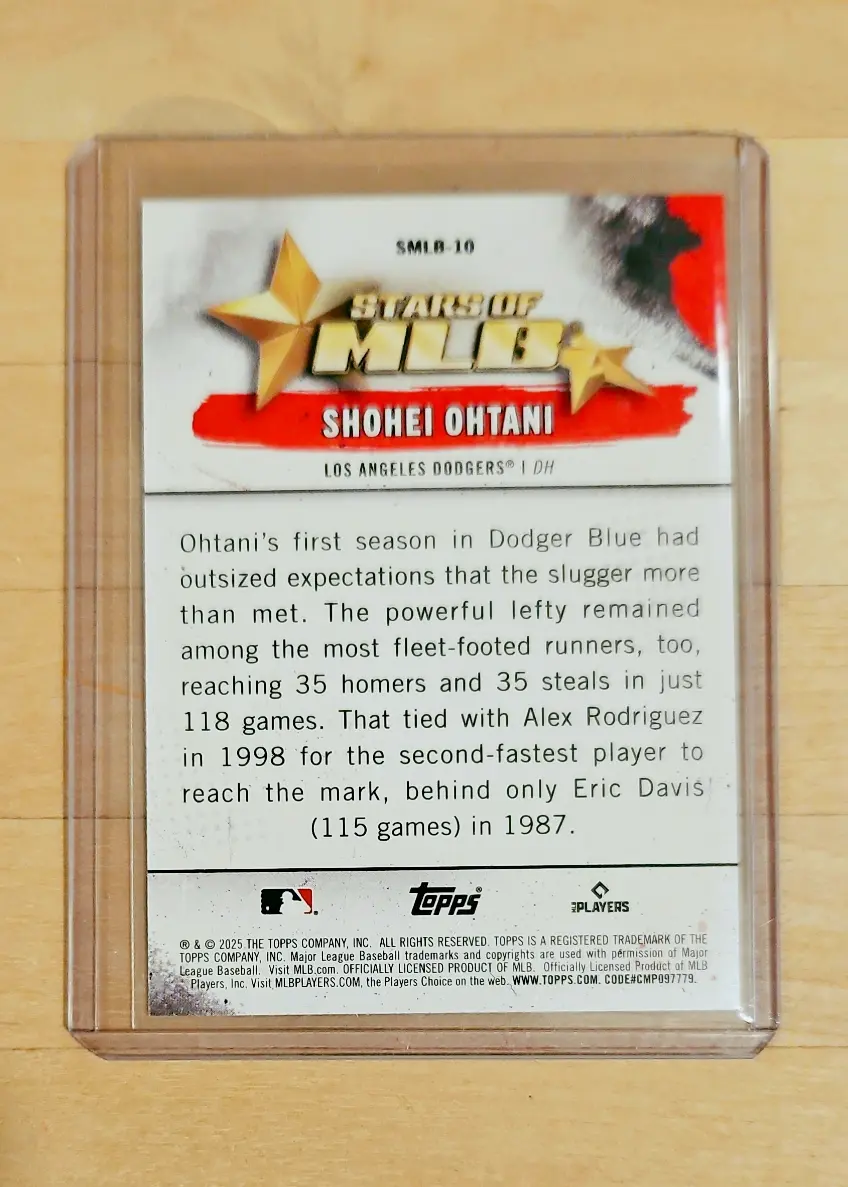 SMLB-10
STARS OF
MLB®
SHOHEI OHTANI
LOS ANGELES DODGERS® | DH
Ohtani's first season in Dodger Blue had
outsized expectations that the slugger more
than met. The powerful lefty remained
among the most fleet-footed runners, too,
reaching 35 homers and 35 steals in just
118 games. That tied with Alex Rodriguez
in 1998 for the second-fastest player to
reach the mark, behind only Eric Davis
(115 games) in 1987.
Topps® PLAYERS
® & © 2025 THE TOPPS COMPANY, INC. ALL RIGHTS RESERVED. TOPPS IS A REGISTERED TRADEMARK OF THE
TOPPS COMPANY, INC. Major League Baseball trademarks and copyrights are used with permission of Major
League Baseball. Visit MLB.com. OFFICIALLY LICENSED PRODUCT OF MLB. Officially Licensed Product of MLB
Players, Inc. Visit MLBPLAYERS.COM, the Players Choice on the web. WWW.TOPPS.COM. CODE#CMP097779.